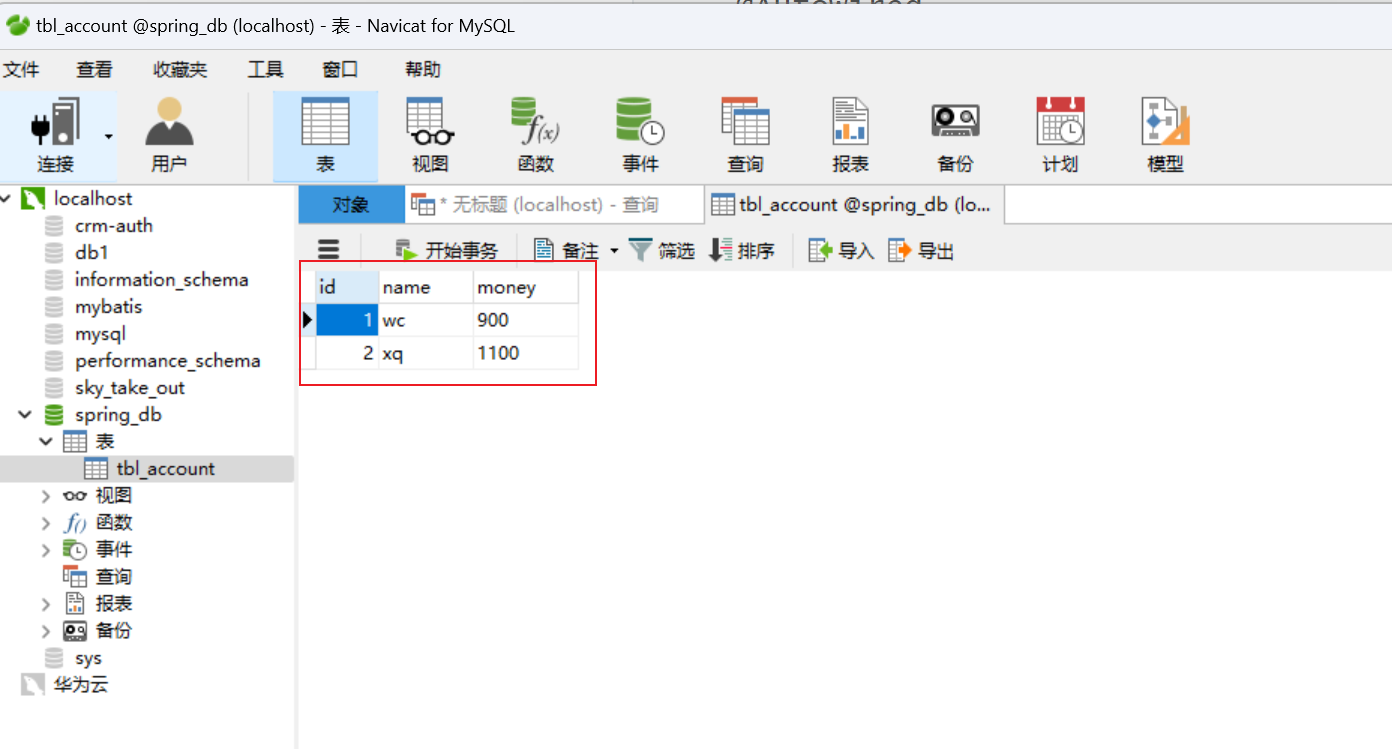 tbl_account @spring_db (localhost) - 表 - Navicat for MySQL
文件 查看 收藏夹 工具 窗口 帮助
连接 用户 表 视图 函数 事件 查询 报表 备份 计划 模型
localhost
crm-auth
db1
information_schema
mybatis
mysql
performance_schema
sky_take_out
spring_db
表
tbl_account
视图
函数
事件
查询
报表
备份
sys
华为云
对象 * 无标题 (localhost) - 查询 tbl_account @spring_db (lo...
开始事务 备注 筛选 排序 导入 导出
id name money
1 wc 900
2 xq 1100